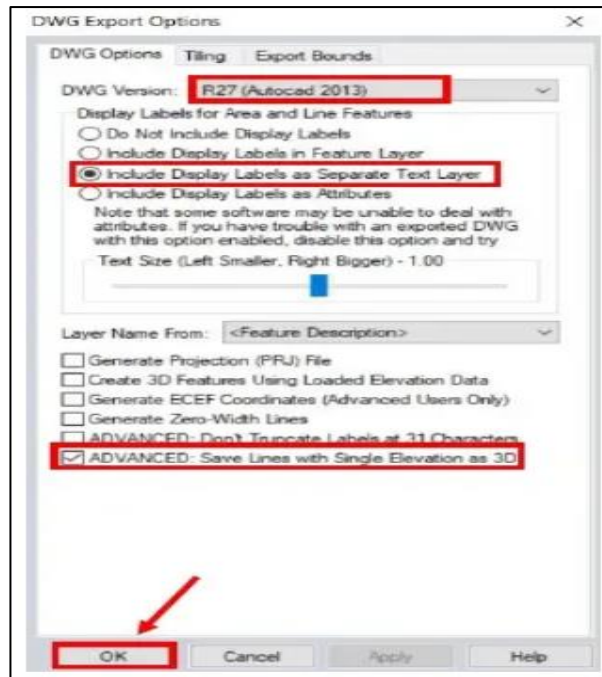 DWG Export Options
DWG Options Tiling Export Bounds
DWG Version: R27 (Autocad 2013)
Display Labels for Area and Line Features
Do Not Include Display Labels
Include Display Labels in Feature Layer
Include Display Labels as Separate Text Layer
Include Display Labels as Attributes
Note that some software may be unable to deal with
attributes. If you have trouble with an exported DWG
with this option enabled, disable this option and try
Text Size (Left Smaller, Right Bigger) - 1.00
Layer Name From: <Feature Description>
Generate Projection (PRJ) File
Create 3D Features Using Loaded Elevation Data
Generate ECEF Coordinates (Advanced Users Only)
Generate Zero-Width Lines
ADVANCED: Don't Truncate Labels at 31 Characters
ADVANCED: Save Lines with Single Elevation as 3D
OK Cancel Apply Help